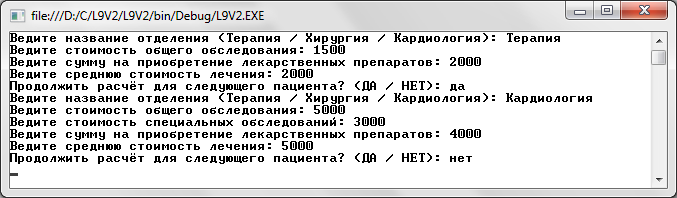 file:///D:/C/L9V2/L9V2/bin/Debug/L9V2.EXE
Ведите название отделения (Терапия / Хирургия / Кардиология): Терапия
Ведите стоимость общего обследования: 1500
Ведите сумму на приобретение лекарственных препаратов: 2000
Ведите среднюю стоимость лечения: 2000
Продолжить расчёт для следующего пациента? (ДА / НЕТ): да
Ведите название отделения (Терапия / Хирургия / Кардиология): Кардиология
Ведите стоимость общего обследования: 5000
Ведите стоимость специальных обследований: 3000
Ведите сумму на приобретение лекарственных препаратов: 4000
Ведите среднюю стоимость лечения: 5000
Продолжить расчёт для следующего пациента? (ДА / НЕТ): нет